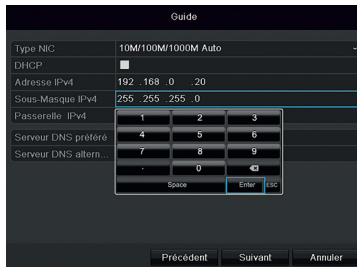 Guide
Type NIC 10M/100M/1000M Auto
DHCP
Adresse IPv4 192 .168 .0 .20
Sous-Masque IPv4 255 .255 .255 .0
Passerelle IPv4
1 2 3
Serveur DNS préféré
4 5 6
Serveur DNS altern...
7 8 9
. 0
Space Enter ESC
Précédent Suivant Annuler